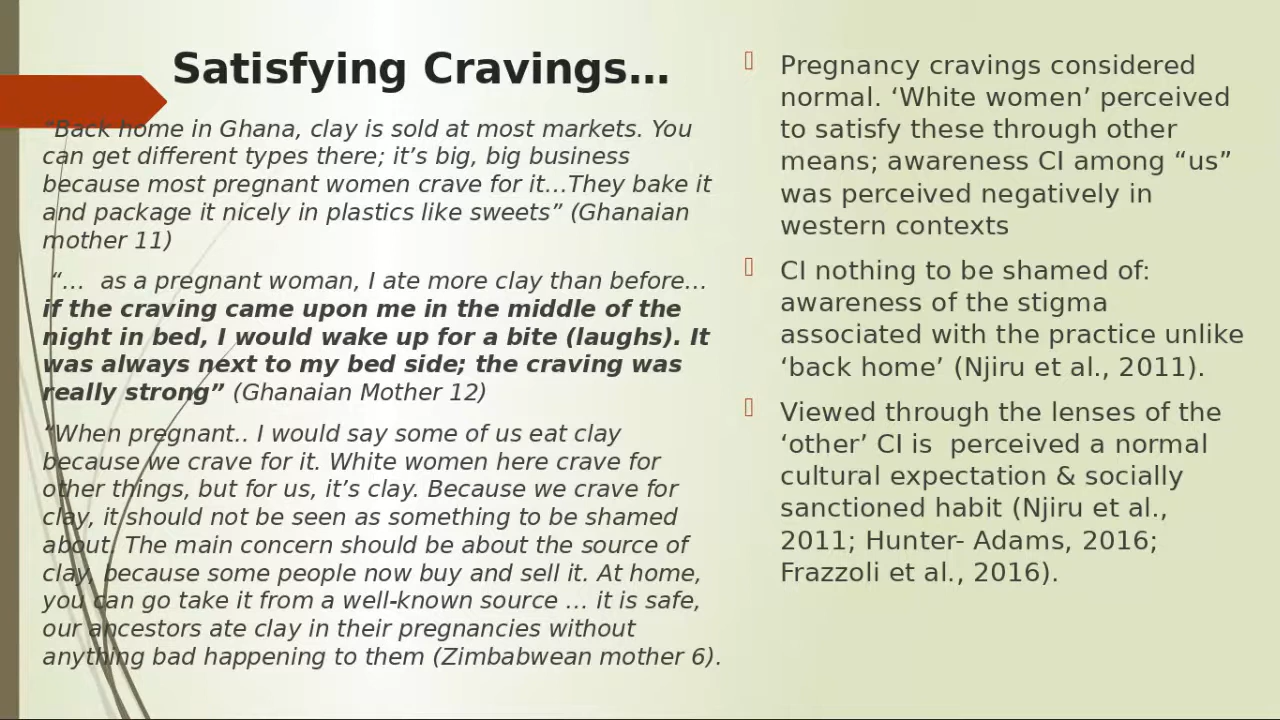 Satisfying Cravings…
“Back home in Ghana, clay is sold at most markets. You
can get different types there; it’s big, big business
because most pregnant women crave for it…They bake it
and package it nicely in plastics like sweets” (Ghanaian
mother 11)
“… as a pregnant woman, I ate more clay than before…
if the craving came upon me in the middle of the
night in bed, I would wake up for a bite (laughs). It
was always next to my bed side; the craving was
really strong” (Ghanaian Mother 12)
“When pregnant.. I would say some of us eat clay
because we crave for it. White women here crave for
other things, but for us, it’s clay. Because we crave for
clay, it should not be seen as something to be shamed
about. The main concern should be about the source of
clay, because some people now buy and sell it. At home,
you can go take it from a well-known source … it is safe,
our ancestors ate clay in their pregnancies without
anything bad happening to them (Zimbabwean mother 6).
Pregnancy cravings considered
normal. ‘White women’ perceived
to satisfy these through other
means; awareness CI among “us”
was perceived negatively in
western contexts
CI nothing to be shamed of:
awareness of the stigma
associated with the practice unlike
‘back home’ (Njiru et al., 2011).
Viewed through the lenses of the
‘other’ CI is  perceived a normal
cultural expectation & socially
sanctioned habit (Njiru et al.,
2011; Hunter- Adams, 2016;
Frazzoli et al., 2016).